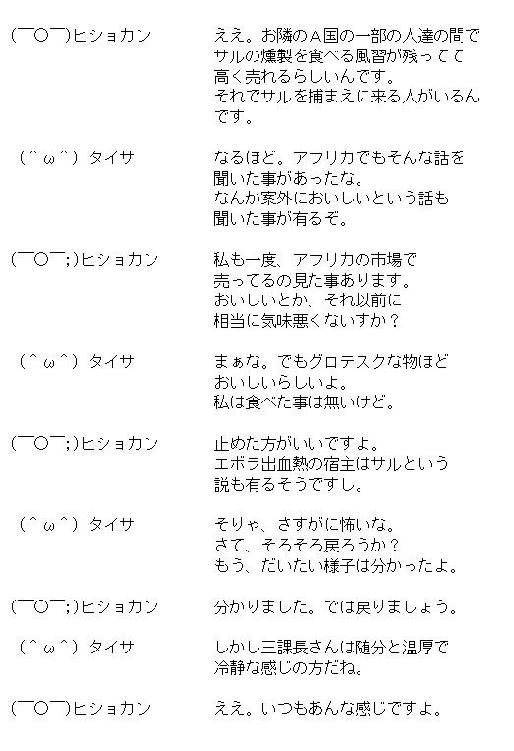 (￣〇￣)ヒショカン ええ。お隣のＡ国の一部の人達の間で
サルの燻製を食べる風習が残ってて
高く売れるらしいんです。
それでサルを捕まえに来る人がいるん
です。
(¨ω¨) タイサ なるほど。アフリカでもそんな話を
聞いた事があったな。
なんか案外においしいという話も
聞いた事が有るぞ。
(￣〇￣;)ヒショカン 私も一度、アフリカの市場で
売ってるの見た事あります。
おいしいとか、それ以前に
相当に気味悪くないすか？
(＾ω＾) タイサ まぁな。でもグロテスクな物ほど
おいしいらしいよ。
私は食べた事は無いけど。
(￣〇￣;)ヒショカン 止めた方がいいですよ。
エボラ出血熱の宿主はサルという
説も有るそうですし。
(＾ω＾) タイサ そりゃ、さすがに怖いな。
さて、そろそろ戻ろうか？
もう、だいたい様子は分かったよ。
(￣〇￣;)ヒショカン 分かりました。では戻りましょう。
(＾ω＾) タイサ しかし三課長さんは随分と温厚で
冷静な感じの方だね。
(￣〇￣)ヒショカン ええ。いつもあんな感じですよ。